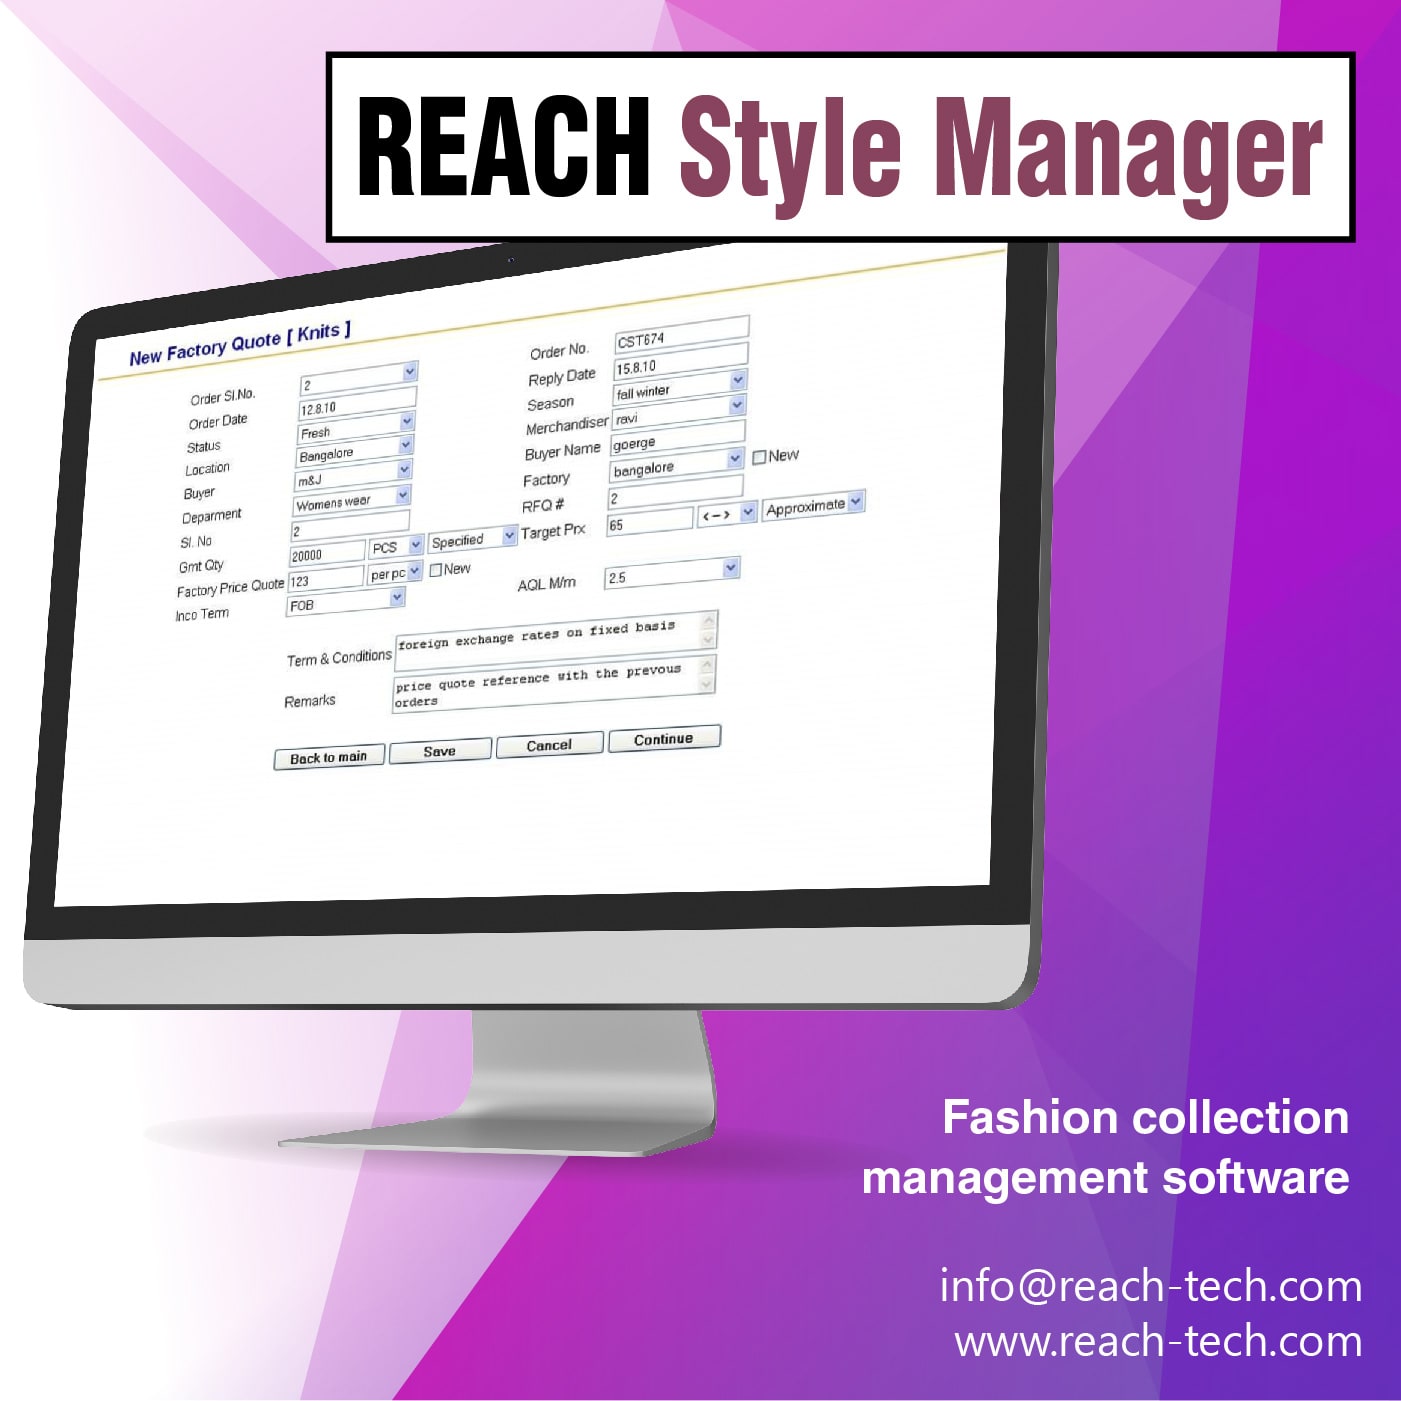 REACH Style Manager
New Factory Quote [ Knits ]
Order Sl.No. 2
Order Date 12.8.10
Status Fresh
Location Bangalore
Buyer m&J
Deparment Womens wear
Sl. No 2
Gmt Qty 20000 PCS Specified
Factory Price Quote 123 per pc New
Inco Term FOB
Order No. CST674
Reply Date 15.8.10
Season fall winter
Merchandiser ravi
Buyer Name goerge
Factory bangalore New
RFQ # 2
Target Prx 65 <--> Approximate
AQL M/m 2.5
Term & Conditions foreign exchange rates on fixed basis
Remarks price quote reference with the prevous
orders
Back to main Save Cancel Continue
Fashion collection
management software
info@reach-tech.com
www.reach-tech.com